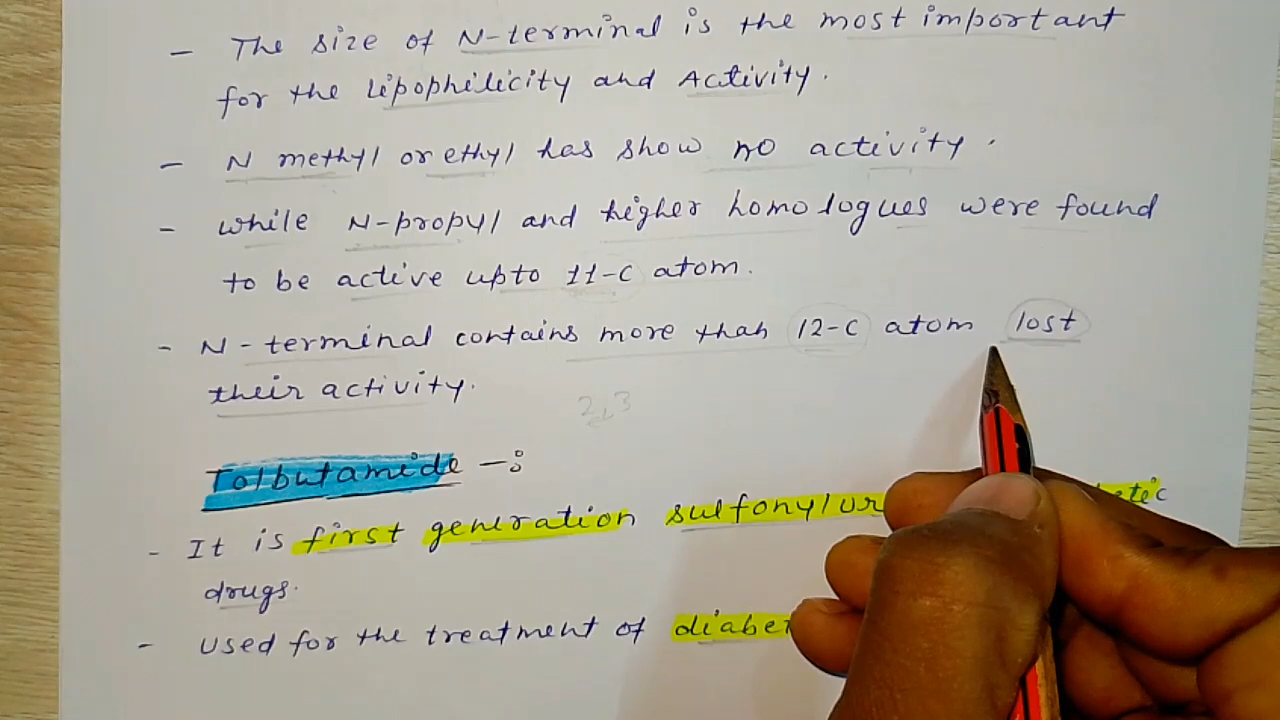 - The size of N-terminal is the most important
for the lipophilicity and Activity.
- N methyl or ethyl has show no activity.
- while N-propyl and higher homologues were found
to be active upto 11-C atom.
- N-terminal contains more than 12-C atom lost
their activity.
2, 3
Tolbutamide -:
- It is first generation
drugs.
- used for the treatment of